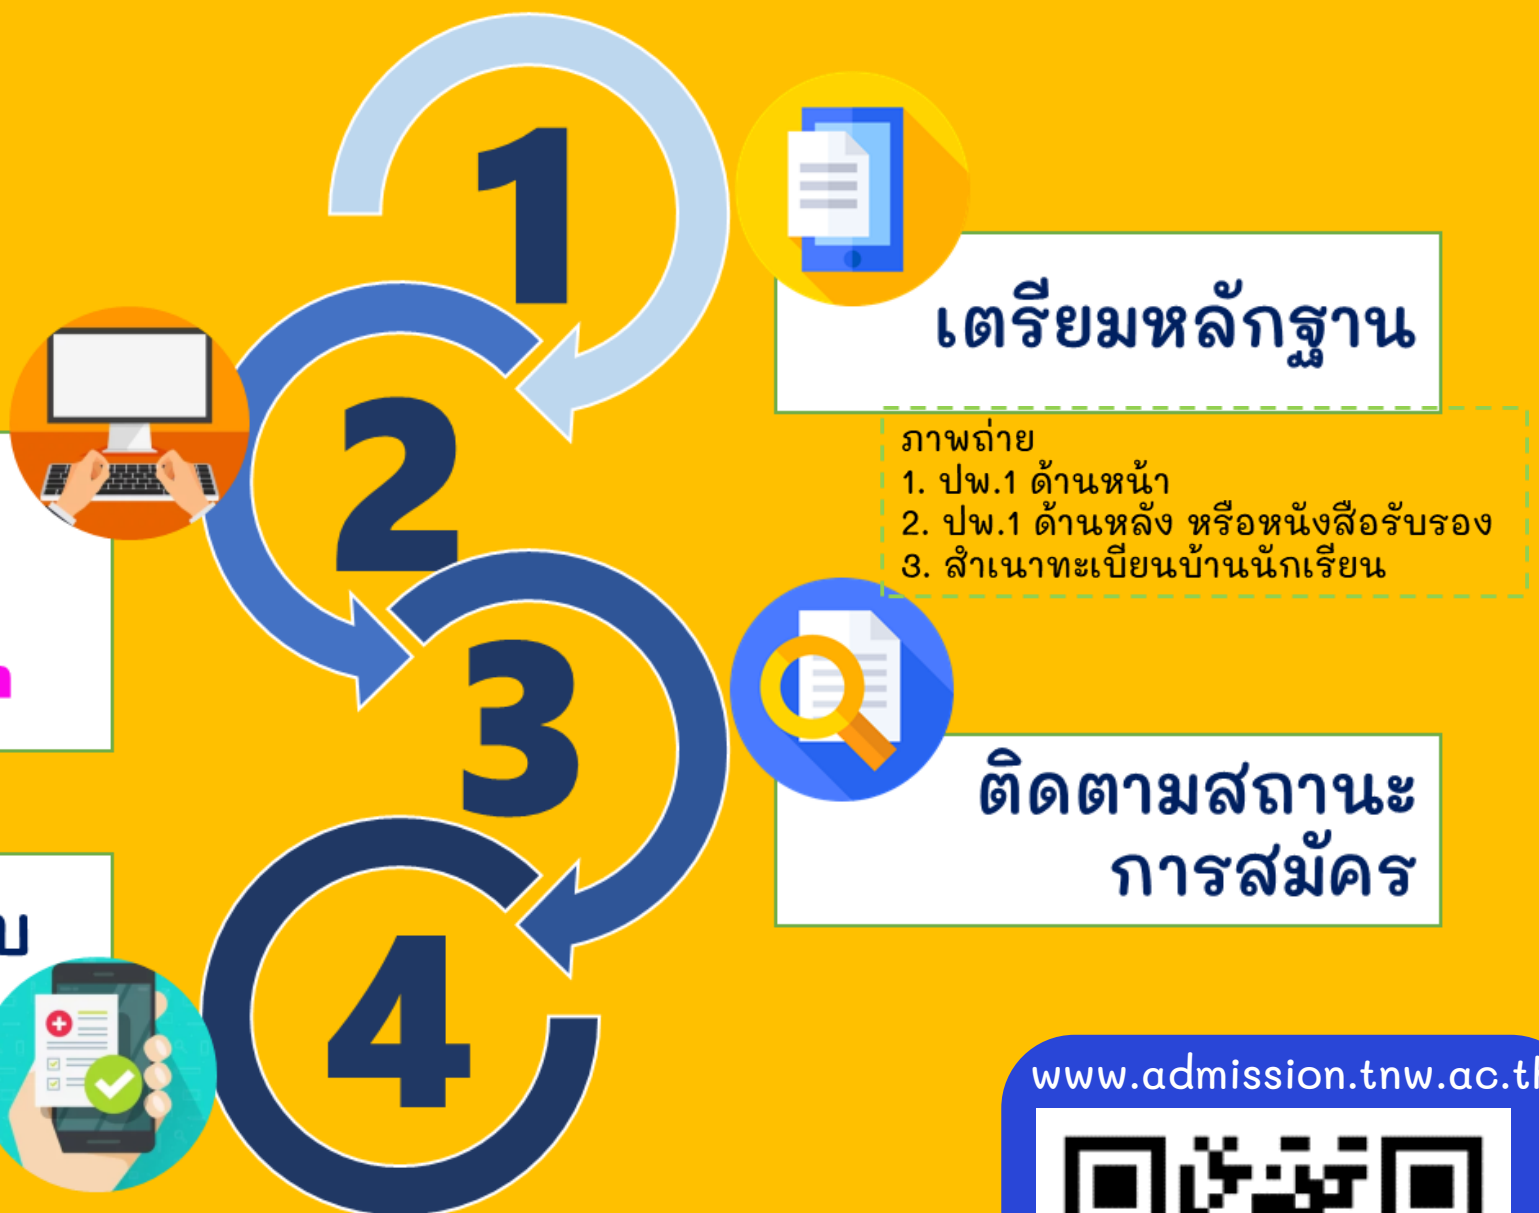 1
เตรียมหลักฐาน
ภาพถ่าย
1. ปพ.1 ด้านหน้า
2. ปพ.1 ด้านหลัง หรือหนังสือรับรอง
3. สำเนาทะเบียนบ้านนักเรียน
2
3
ติดตามสถานะ
การสมัคร
4
www.admission.tnw.ac.th